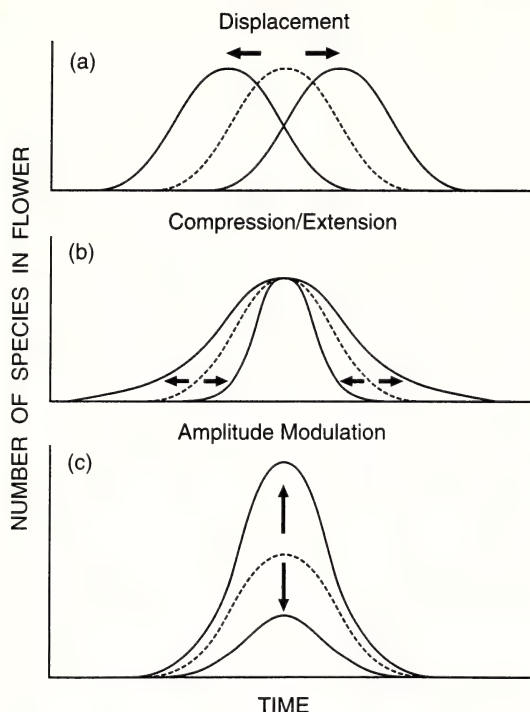 Displacement
(a)
Compression/Extension
(b)
Amplitude Modulation
(c)
NUMBER OF SPECIES IN FLOWER
TIME